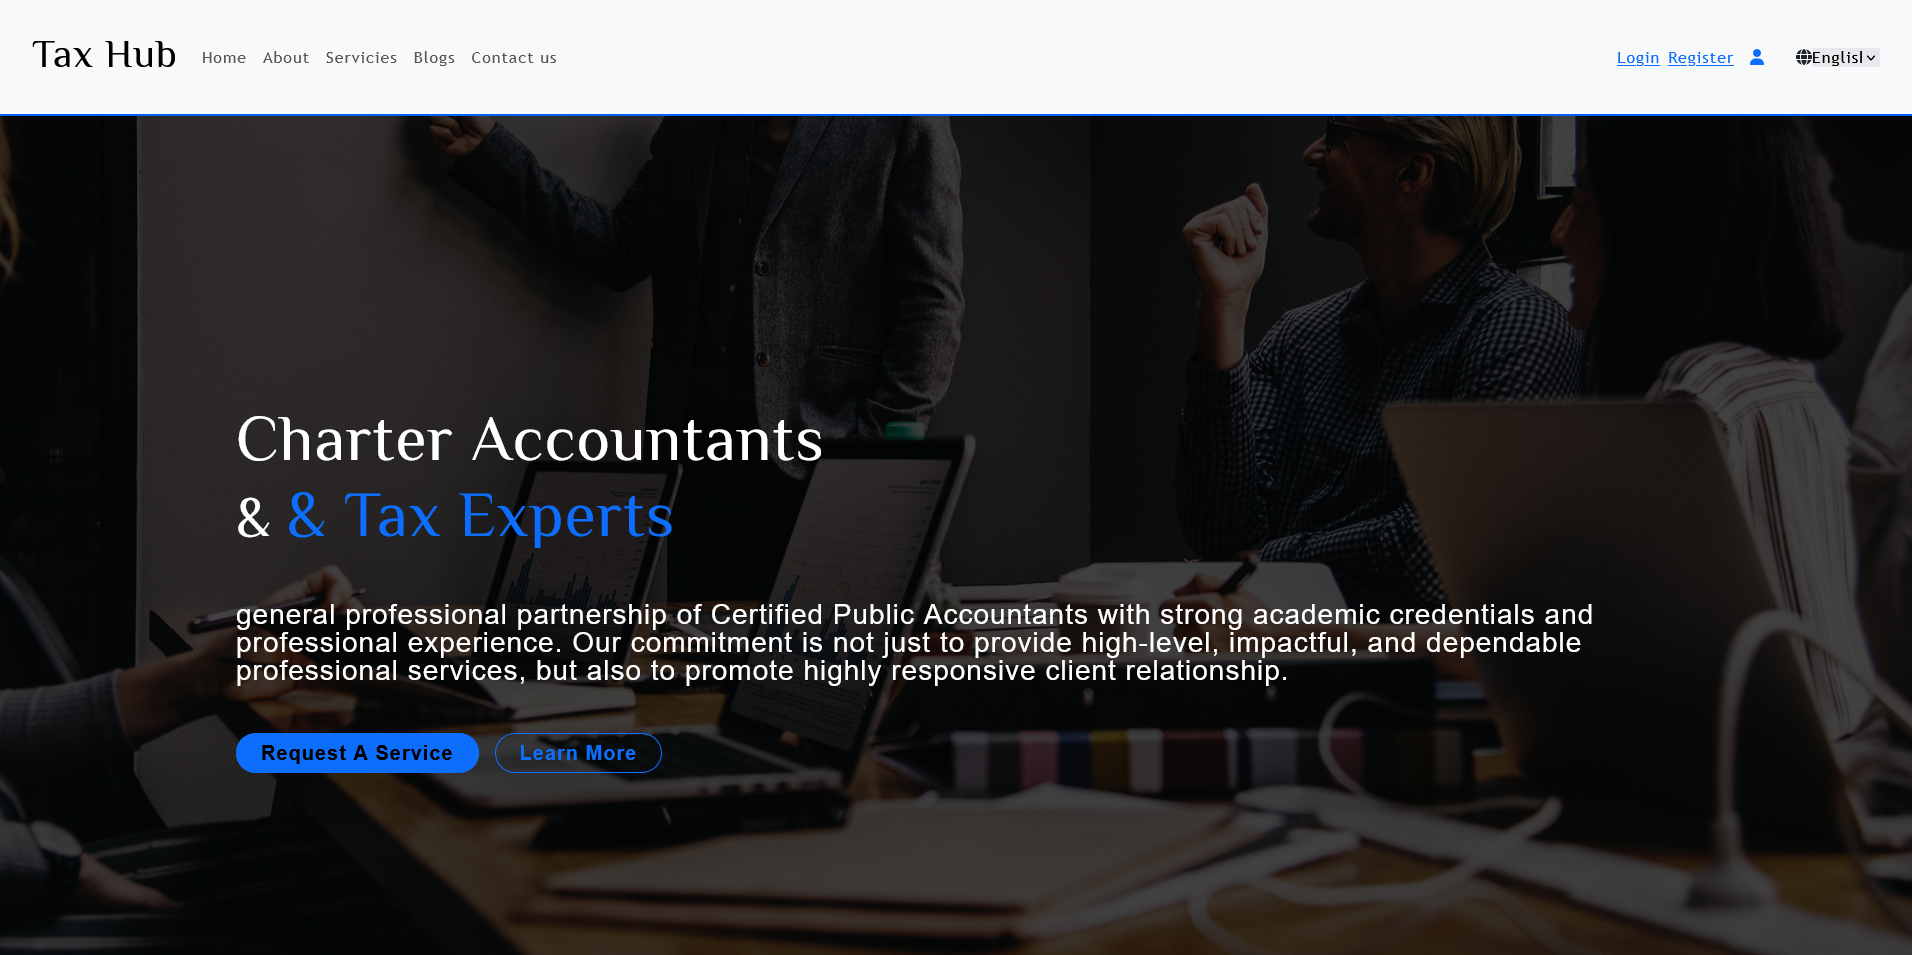 Tax Hub
Home About Servicies Blogs Contact us
Login Register
Englisl
Charter Accountants
& & Tax Experts
general professional partnership of Certified Public Accountants with strong academic credentials and
professional experience. Our commitment is not just to provide high-level, impactful, and dependable
professional services, but also to promote highly responsive client relationship.
Request A Service
Learn More